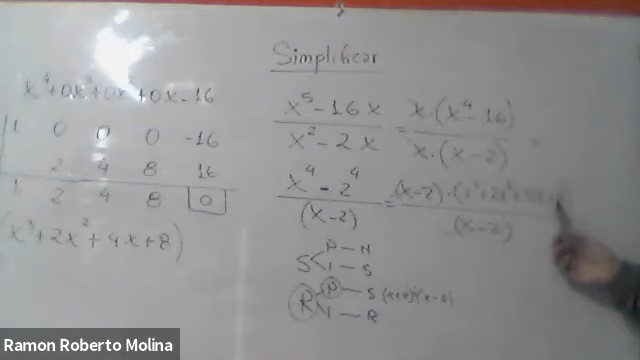 Simplificar
x⁴+0x³+0x²+0x-16
1 0 0 0 -16
2 4 8 16
1 2 4 8 0
(x³+2x²+4x+8)
x⁵-16x / x²-2x = x·(x⁴-16) / x·(x-2) =
x⁴-2⁴ / (x-2) = (x-2)·(x³+2x²+ / (x-2)
S
P-N
I-S
R
P-S
I-R
Ramon Roberto Molina